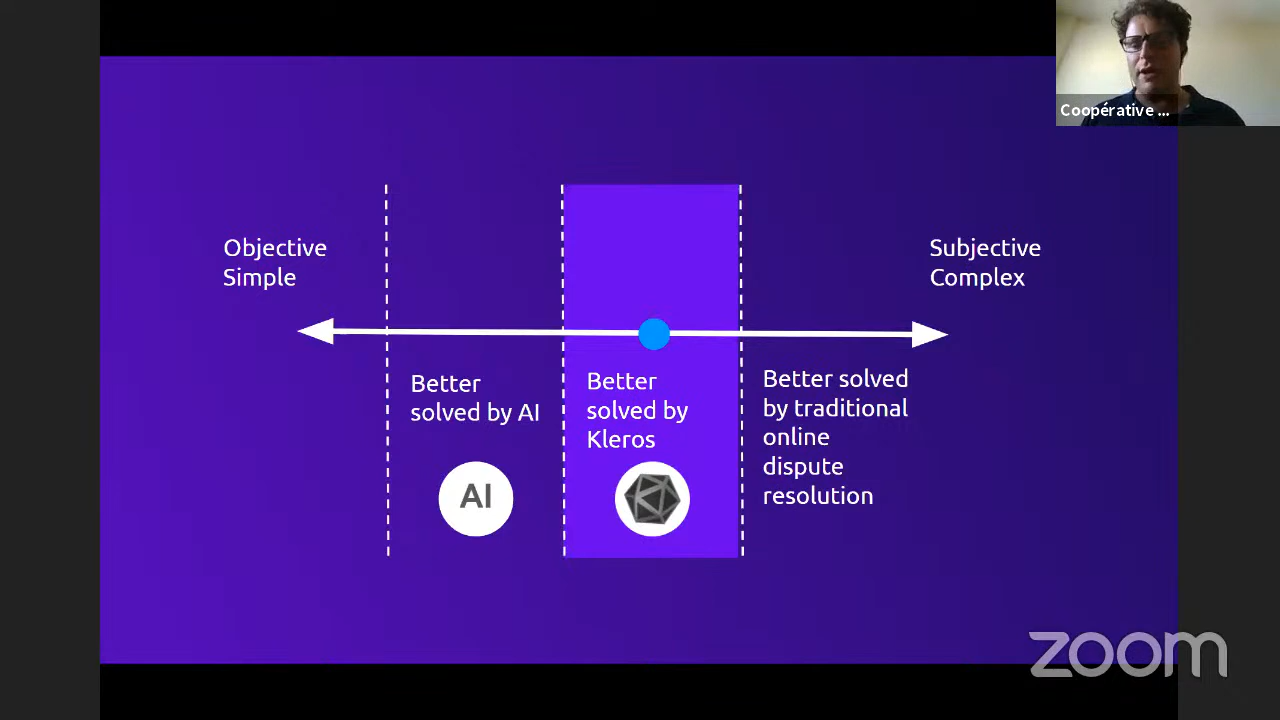 Coopérative ...
Objective
Simple
Subjective
Complex
Better
solved by AI
AI
Better
solved by
Kleros
Better solved
by traditional
online
dispute
resolution
zoom